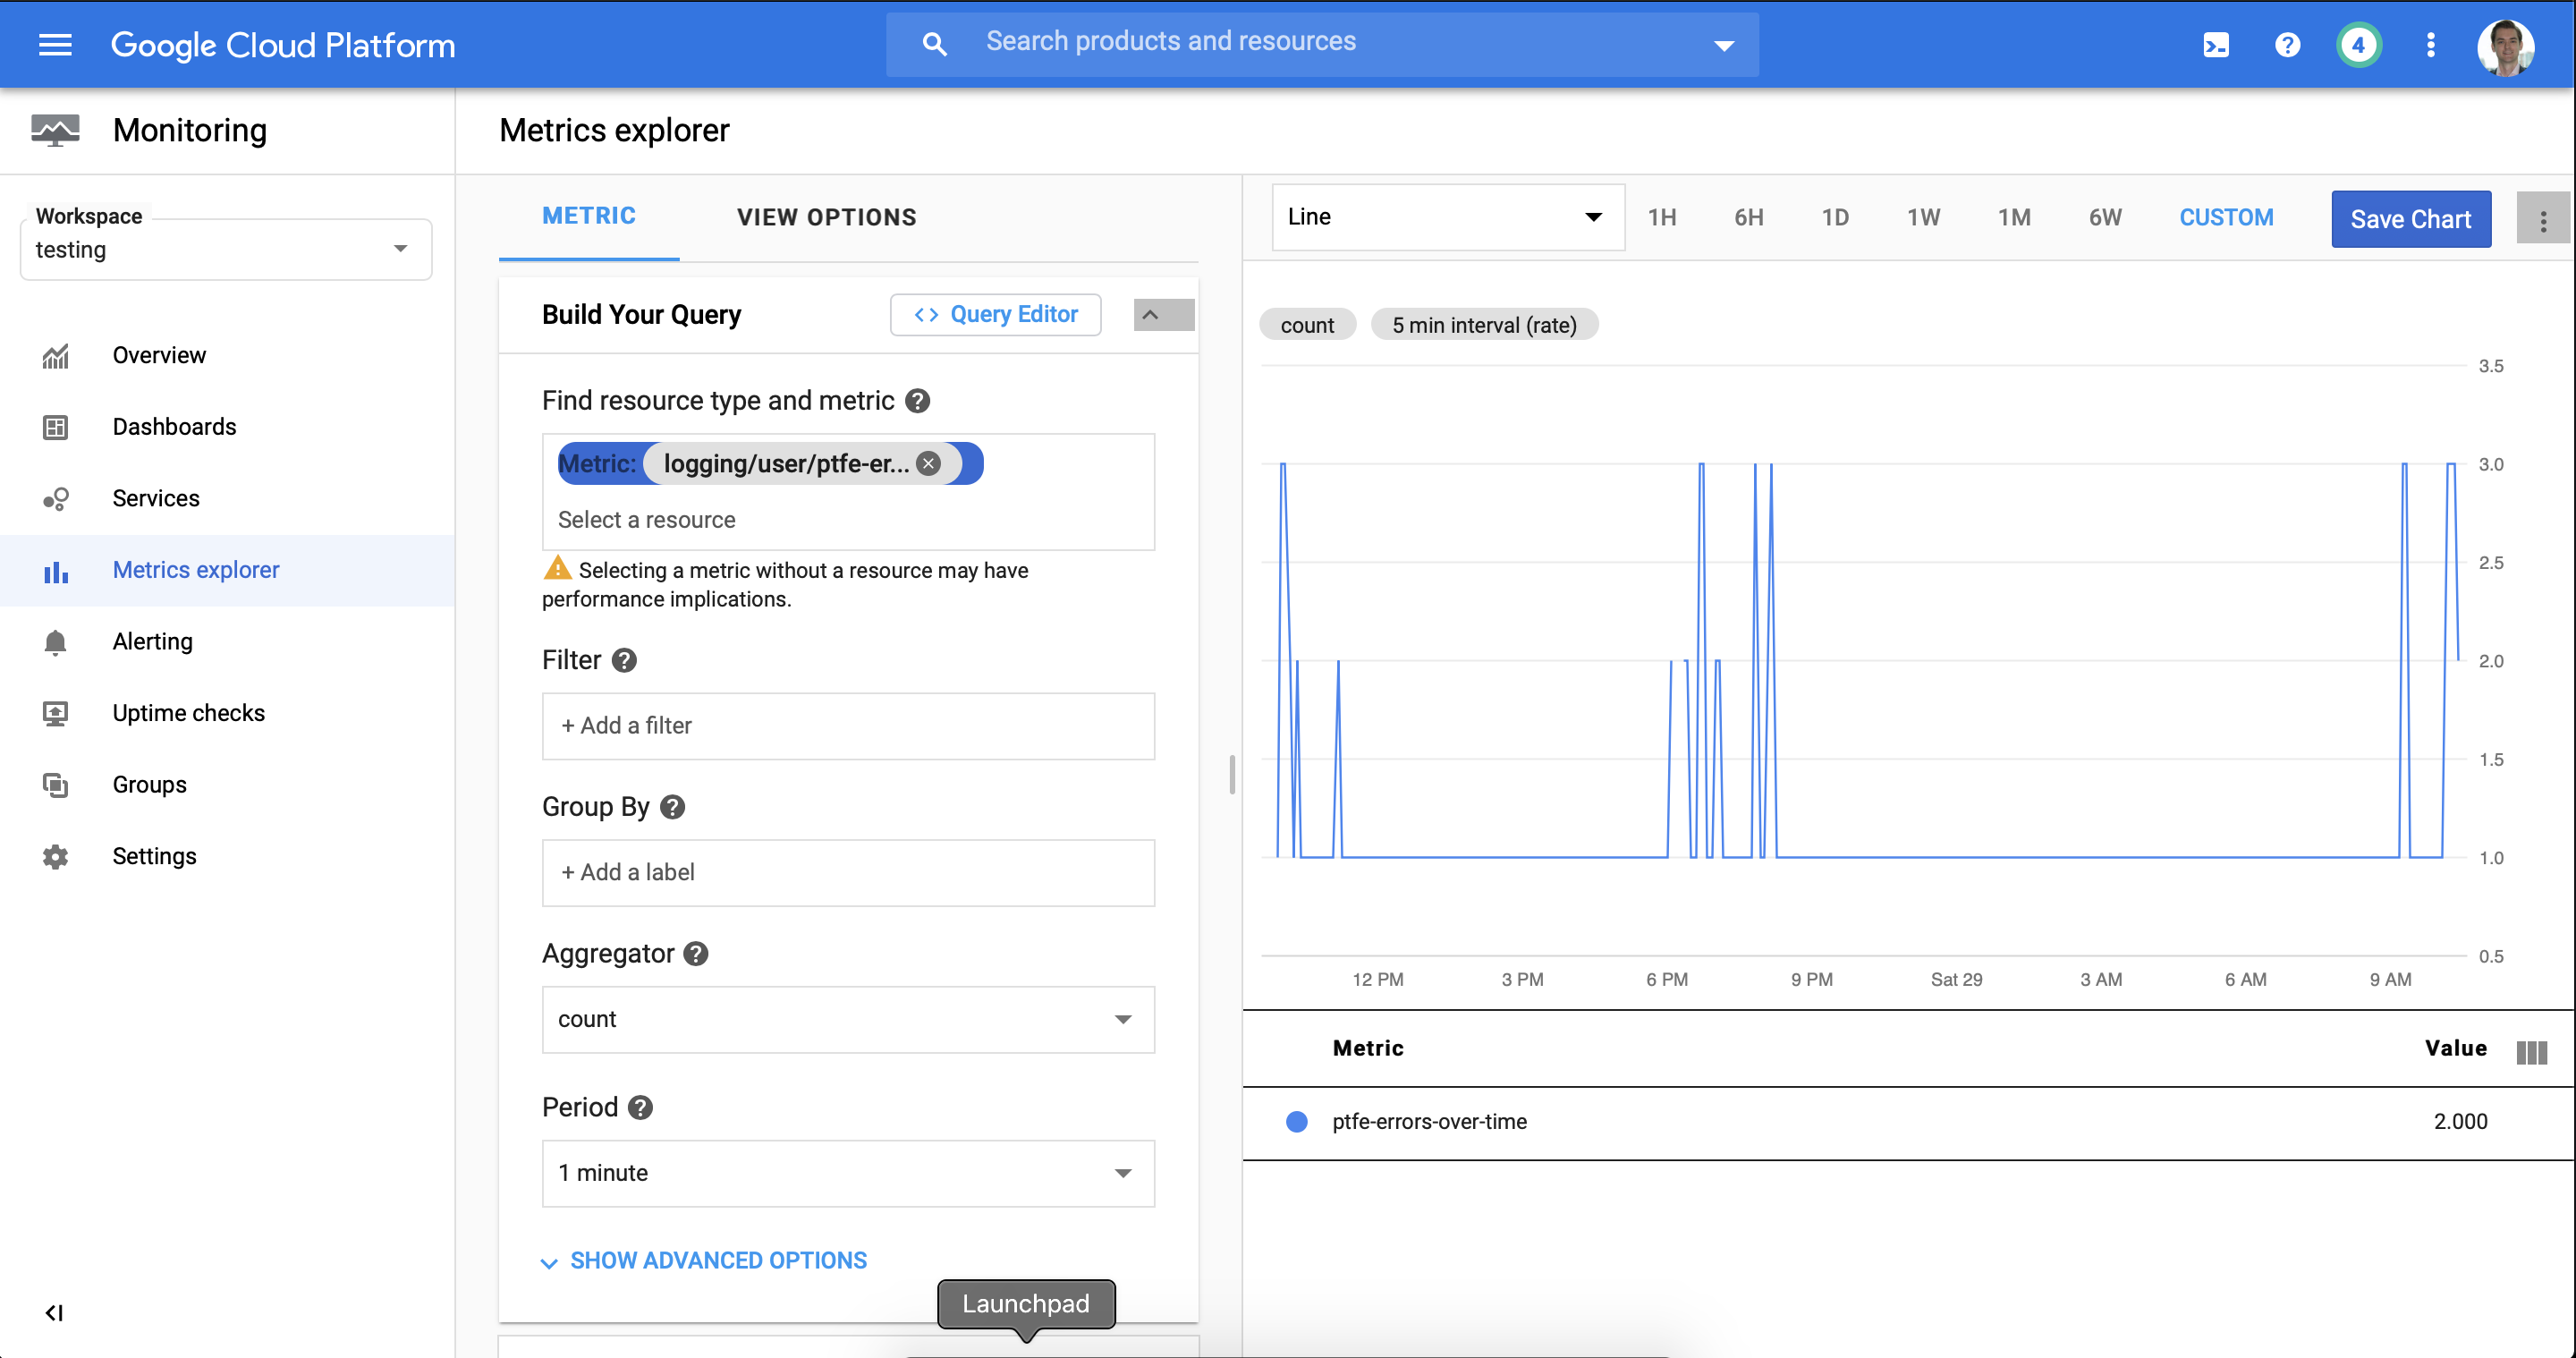 Google Cloud Platform
Search products and resources
4
Monitoring
Metrics explorer
Workspace
testing
Overview
Dashboards
Services
Metrics explorer
Alerting
Uptime checks
Groups
Settings
METRIC
VIEW OPTIONS
Build Your Query
<> Query Editor
Find resource type and metric ?
Metric: logging/user/ptfe-er...
Select a resource
Selecting a metric without a resource may have
performance implications.
Filter ?
+ Add a filter
Group By ?
+ Add a label
Aggregator ?
count
Period ?
1 minute
SHOW ADVANCED OPTIONS
Launchpad
Line
1H 6H 1D 1W 1M 6W CUSTOM
Save Chart
count
5 min interval (rate)
3.5
3.0
2.5
2.0
1.5
1.0
0.5
12 PM 3 PM 6 PM 9 PM Sat 29 3 AM 6 AM 9 AM
Metric Value
ptfe-errors-over-time 2.000